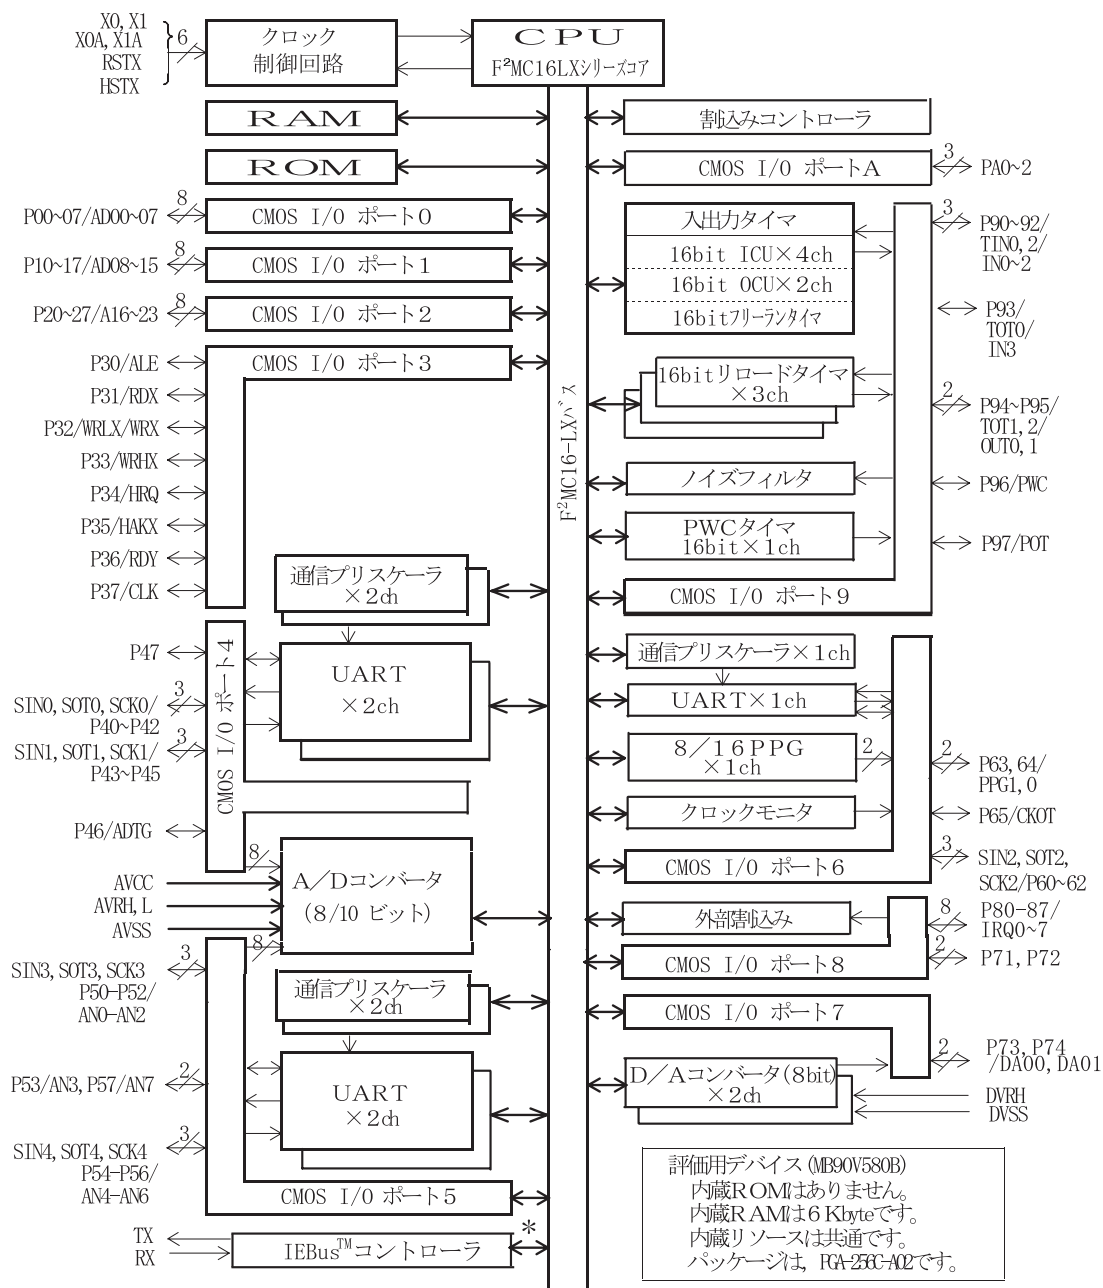 X0, X1
X0A, X1A
RSTX
HSTX
6
クロック
制御回路
CPU
F²MC16LXシリーズコア
RAM
ROM
P00~07/AD00~07
8
CMOS I/O ポート0
P10~17/AD08~15
8
CMOS I/O ポート1
P20~27/A16~23
8
CMOS I/O ポート2
CMOS I/O ポート3
P30/ALE
P31/RDX
P32/WRLX/WRX
P33/WRHX
P34/HRQ
P35/HAKX
P36/RDY
P37/CLK
通信プリスケーラ
×2ch
P47
SIN0, SOT0, SCK0/
P40~P42
3
SIN1, SOT1, SCK1/
P43~P45
3
P46/ADTG
CMOS I/O ポート4
UART
×2ch
AVCC
AVRH, L
AVSS
8
A/Dコンバータ
(8/10 ビット)
8
SIN3, SOT3, SCK3
P50-P52/
AN0-AN2
3
通信プリスケーラ
×2ch
P53/AN3, P57/AN7
2
UART
×2ch
SIN4, SOT4, SCK4
P54-P56/
AN4-AN6
3
CMOS I/O ポート5
TX
RX
IEBus™コントローラ
*
F²MC16-LXバス
割込みコントローラ
CMOS I/O ポートA
3
PA0~2
入出力タイマ
16bit ICU×4ch
16bit OCU×2ch
16bitフリーランタイマ
3
P90~92/
TIN0, 2/
IN0~2
P93/
TOT0/
IN3
16bitリロードタイマ
×3ch
2
P94~P95/
TOT1, 2/
OUT0, 1
ノイズフィルタ
P96/PWC
PWCタイマ
16bit×1ch
P97/POT
CMOS I/O ポート9
通信プリスケーラ×1ch
UART×1ch
8/16PPG
×1ch
2
2
P63, 64/
PPG1, 0
クロックモニタ
P65/CKOT
CMOS I/O ポート6
3
SIN2, SOT2,
SCK2/P60~62
外部割込み
8
P80-87/
IRQ0~7
CMOS I/O ポート8
2
P71, P72
CMOS I/O ポート7
2
P73, P74
/DA00, DA01
D/Aコンバータ(8bit)
×2ch
DVRH
DVSS
評価用デバイス(MB90V580B)
内蔵ROMはありません。
内蔵RAMは6 Kbyteです。
内蔵リソースは共通です。
パッケージは, PGA-256C-A02です。